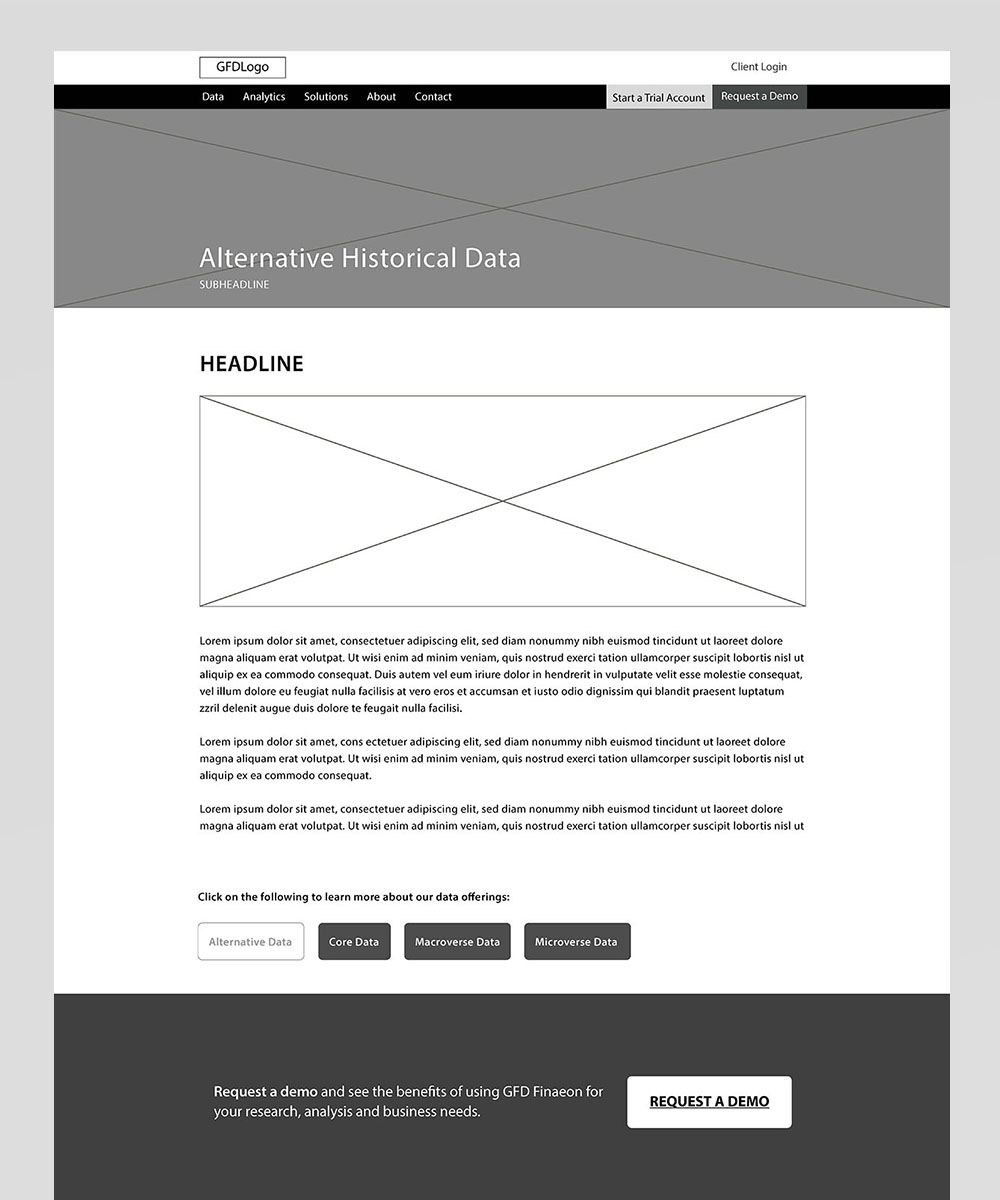 GFDLogo
Client Login
Data Analytics Solutions About Contact Start a Trial Account Request a Demo
Alternative Historical Data
SUBHEADLINE
HEADLINE
Lorem ipsum dolor sit amet, consectetuer adipiscing elit, sed diam nonummy nibh euismod tincidunt ut laoreet dolore
magna aliquam erat volutpat. Ut wisi enim ad minim veniam, quis nostrud exerci tation ullamcorper suscipit lobortis nisl ut
aliquip ex ea commodo consequat. Duis autem vel eum iriure dolor in hendrerit in vulputate velit esse molestie consequat,
vel illum dolore eu feugiat nulla facilisis at vero eros et accumsan et iusto odio dignissim qui blandit praesent luptatum
zzril delenit augue duis dolore te feugait nulla facilisi.
Lorem ipsum dolor sit amet, cons ectetuer adipiscing elit, sed diam nonummy nibh euismod tincidunt ut laoreet dolore
magna aliquam erat volutpat. Ut wisi enim ad minim veniam, quis nostrud exerci tation ullamcorper suscipit lobortis nisl ut
aliquip ex ea commodo consequat.
Lorem ipsum dolor sit amet, consectetuer adipiscing elit, sed diam nonummy nibh euismod tincidunt ut laoreet dolore
magna aliquam erat volutpat. Ut wisi enim ad minim veniam, quis nostrud exerci tation ullamcorper suscipit lobortis nisl ut
Click on the following to learn more about our data offerings:
Alternative Data Core Data Macroverse Data Microverse Data
Request a demo and see the benefits of using GFD Finaeon for
your research, analysis and business needs.
REQUEST A DEMO